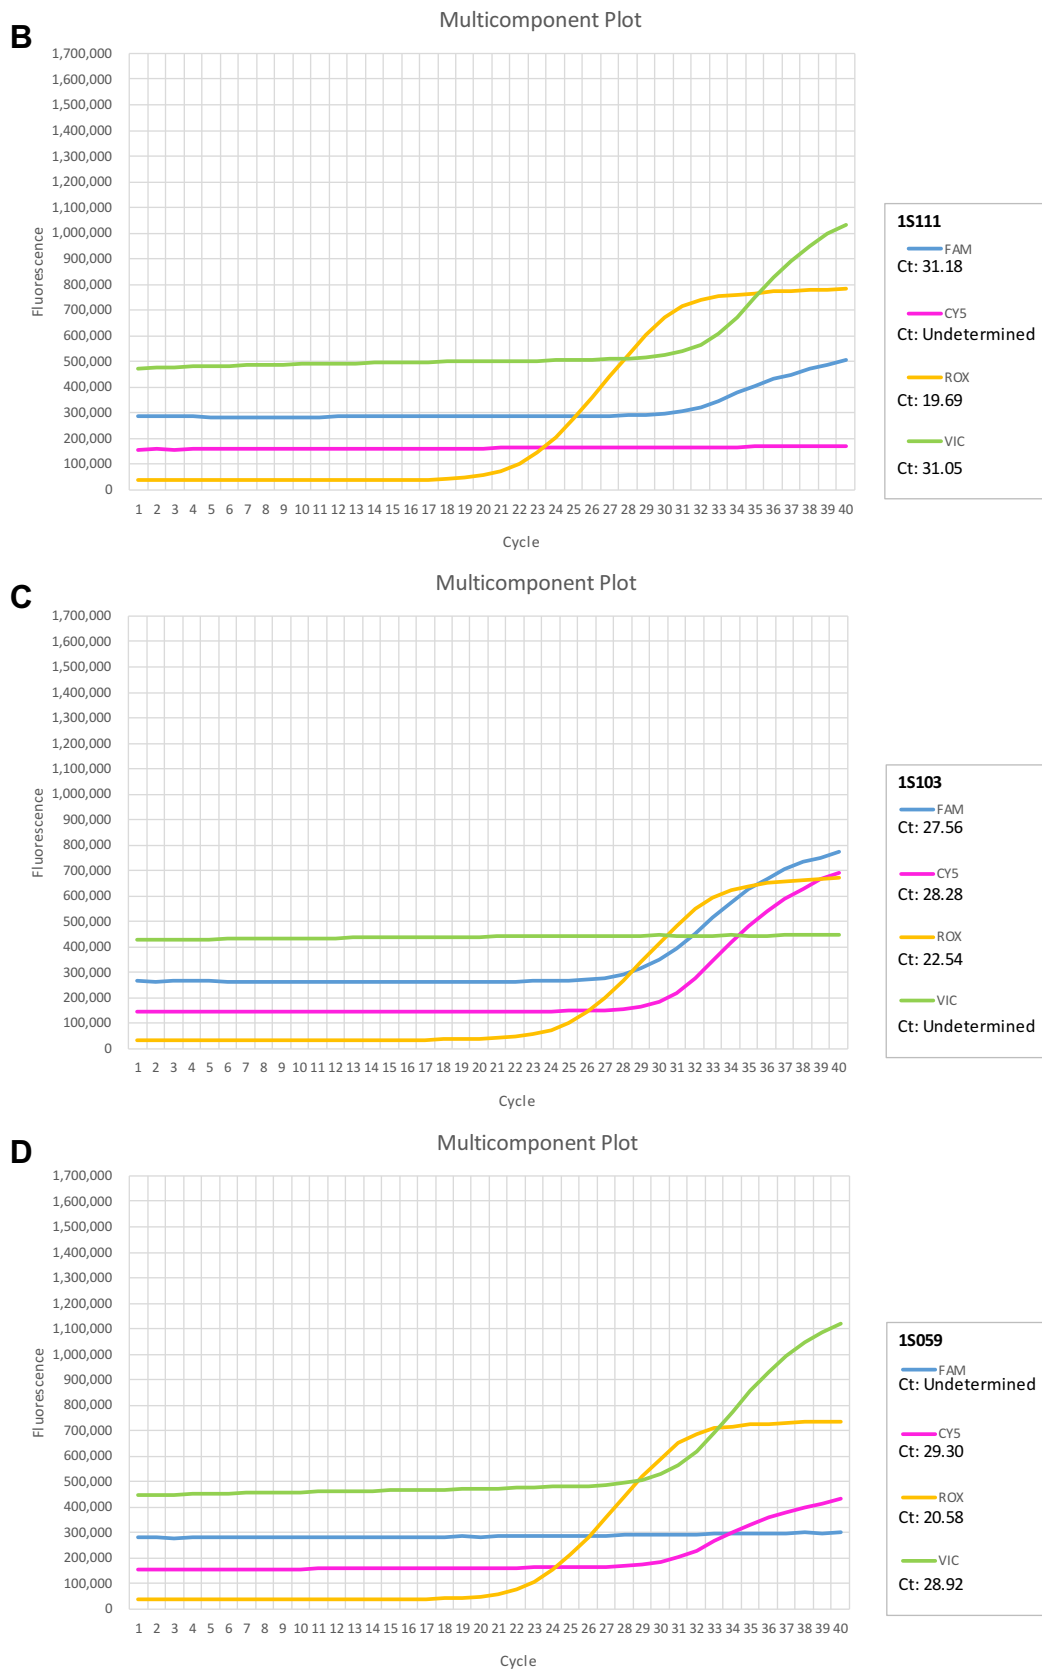 B
Multicomponent Plot
1,700,000
1,600,000
1,500,000
1,400,000
1,300,000
1,200,000
1,100,000
1,000,000
900,000
800,000
700,000
600,000
500,000
400,000
300,000
200,000
100,000
0
Fluorescence
1 2 3 4 5 6 7 8 9 10 11 12 13 14 15 16 17 18 19 20 21 22 23 24 25 26 27 28 29 30 31 32 33 34 35 36 37 38 39 40
Cycle
1S111
FAM
Ct: 31.18
CY5
Ct: Undetermined
ROX
Ct: 19.69
VIC
Ct: 31.05
C
Multicomponent Plot
1,700,000
1,600,000
1,500,000
1,400,000
1,300,000
1,200,000
1,100,000
1,000,000
900,000
800,000
700,000
600,000
500,000
400,000
300,000
200,000
100,000
0
Fluorescence
1 2 3 4 5 6 7 8 9 10 11 12 13 14 15 16 17 18 19 20 21 22 23 24 25 26 27 28 29 30 31 32 33 34 35 36 37 38 39 40
Cycle
1S103
FAM
Ct: 27.56
CY5
Ct: 28.28
ROX
Ct: 22.54
VIC
Ct: Undetermined
D
Multicomponent Plot
1,700,000
1,600,000
1,500,000
1,400,000
1,300,000
1,200,000
1,100,000
1,000,000
900,000
800,000
700,000
600,000
500,000
400,000
300,000
200,000
100,000
0
Fluorescence
1 2 3 4 5 6 7 8 9 10 11 12 13 14 15 16 17 18 19 20 21 22 23 24 25 26 27 28 29 30 31 32 33 34 35 36 37 38 39 40
Cycle
1S059
FAM
Ct: Undetermined
CY5
Ct: 29.30
ROX
Ct: 20.58
VIC
Ct: 28.92